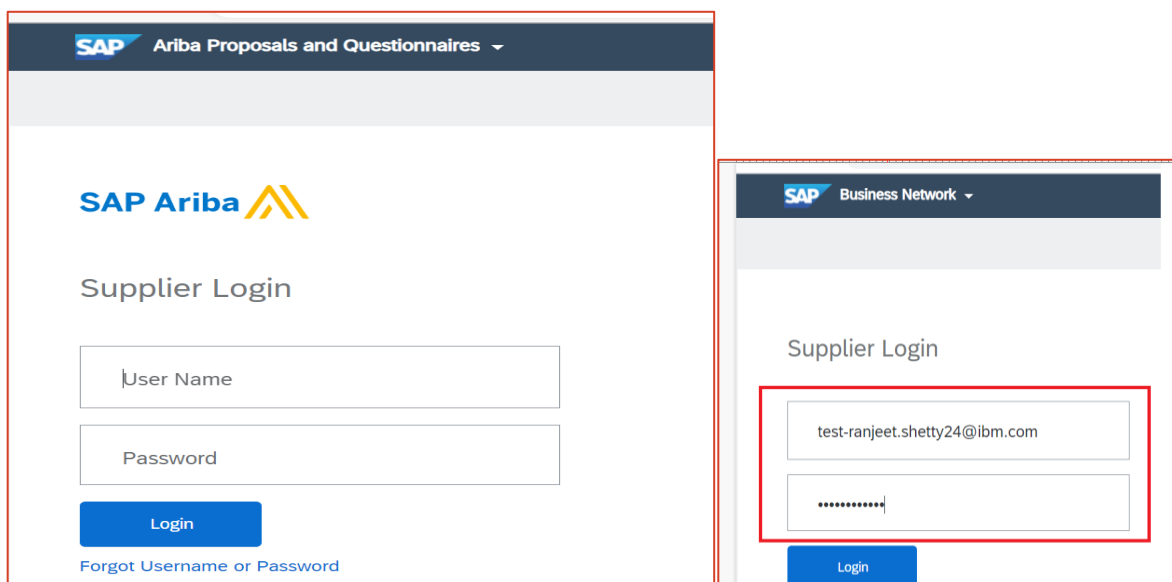 SAP Ariba Proposals and Questionnaires
SAP Ariba
Supplier Login
User Name
Password
Login
Forgot Username or Password
SAP Business Network
Supplier Login
test-ranjeet.shetty24@ibm.com
••••••••••••
Login